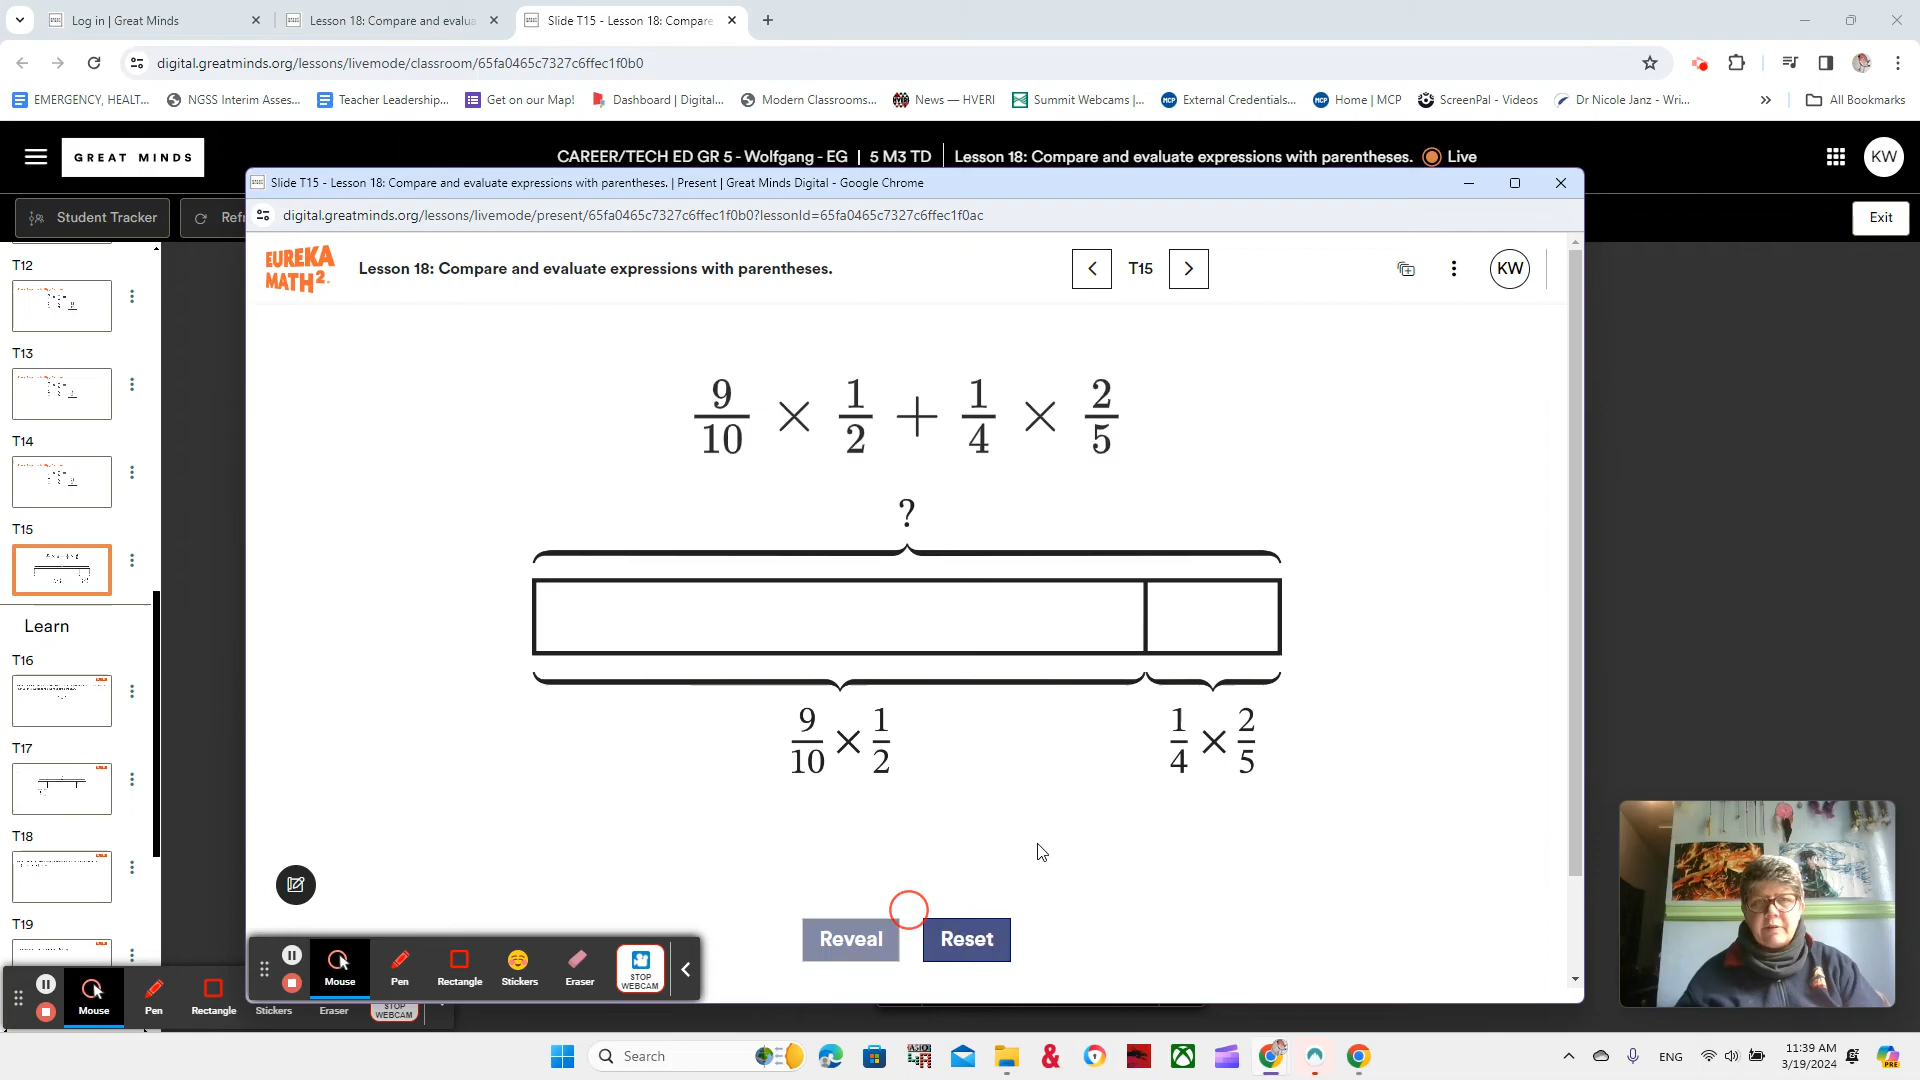 Log in | Great Minds
Lesson 18: Compare and evalua
Slide T15 - Lesson 18: Compare
digital.greatminds.org/lessons/livemode/classroom/65fa0465c7327c6ffec1f0b0
EMERGENCY, HEALT... NGSS Interim Asses... Teacher Leadership... Get on our Map! Dashboard | Digital... Modern Classrooms... News — HVERI Summit Webcams |... External Credentials... Home | MCP ScreenPal - Videos Dr Nicole Janz - Wri... » All Bookmarks
GREAT MINDS
CAREER/TECH ED GR 5 - Wolfgang - EG | 5 M3 TD | Lesson 18: Compare and evaluate expressions with parentheses. Live
KW
Slide T15 - Lesson 18: Compare and evaluate expressions with parentheses. | Present | Great Minds Digital - Google Chrome
digital.greatminds.org/lessons/livemode/present/65fa0465c7327c6ffec1f0b0?lessonId=65fa0465c7327c6ffec1f0ac
Student Tracker
Refr
Exit
EUREKA
MATH²
Lesson 18: Compare and evaluate expressions with parentheses.
T15
KW
T12
T13
T14
T15
Learn
T16
T17
T18
T19
9/10 × 1/2 + 1/4 × 2/5
?
9/10 × 1/2
1/4 × 2/5
Reveal
Reset
Mouse Pen Rectangle Stickers Eraser STOP WEBCAM
Mouse Pen Rectangle Stickers Eraser STOP WEBCAM
Search
ENG
11:39 AM
3/19/2024